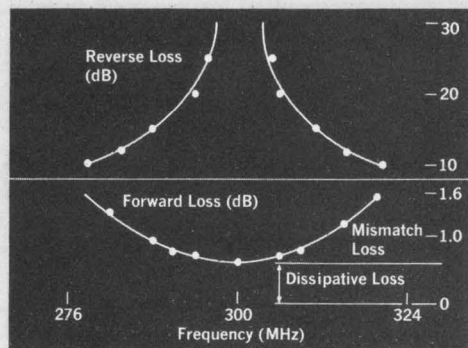 30
Reverse Loss
(dB)
20
10
Forward Loss (dB)
1.6
1.0
Mismatch
Loss
Dissipative Loss
0
276
300
324
Frequency (MHz)